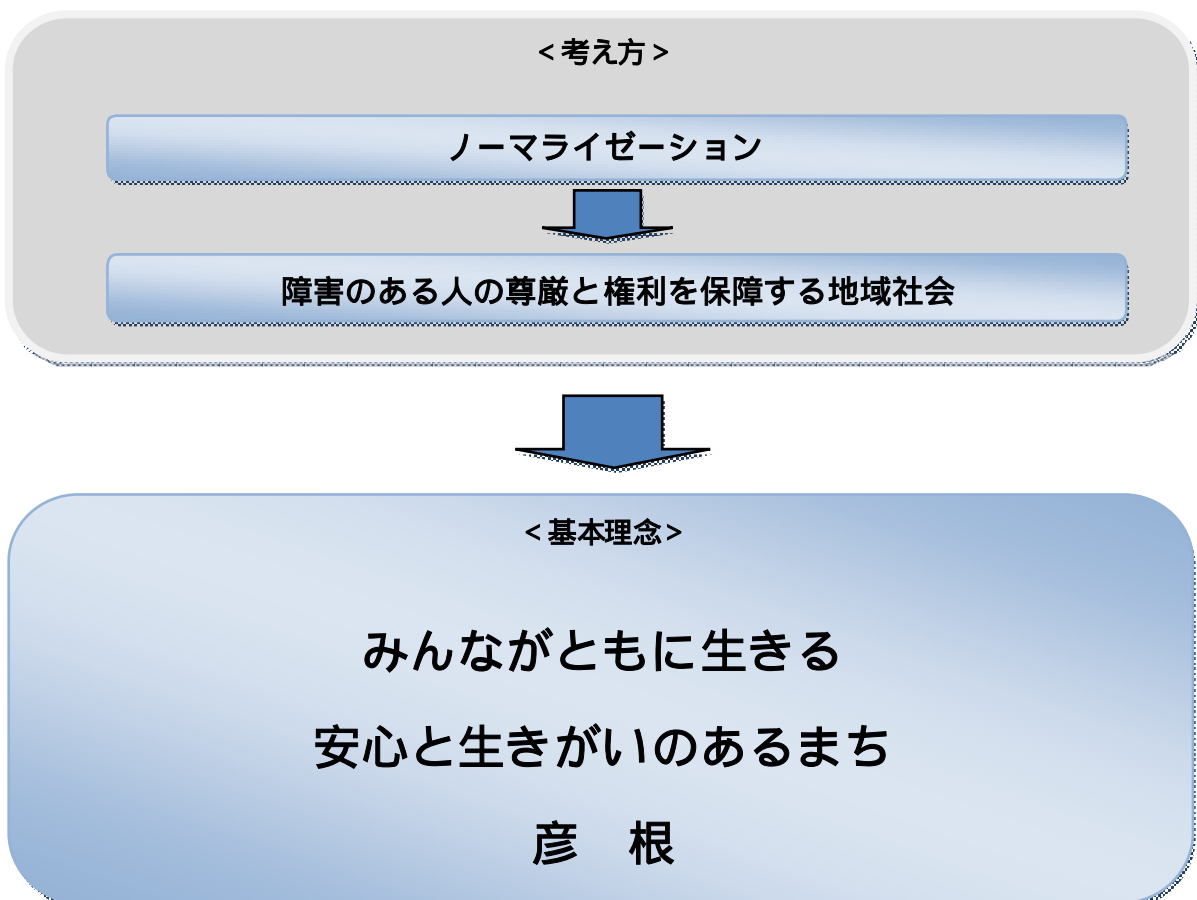 ＜考え方＞
ノーマライゼーション
障害のある人の尊厳と権利を保障する地域社会
＜基本理念＞
みんながともに生きる
安心と生きがいのあるまち
彦　根